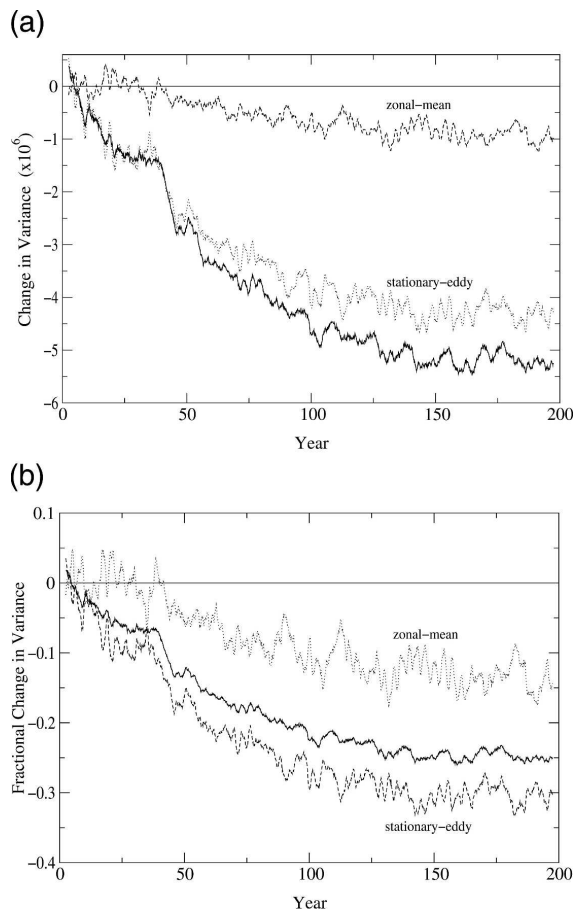 (a)
0
-1
-2
-3
-4
-5
-6
Change in Variance (x10⁶)
zonal-mean
stationary-eddy
0 50 100 150 200
Year
(b)
0.1
0
-0.1
-0.2
-0.3
-0.4
Fractional Change in Variance
zonal-mean
stationary-eddy
0 50 100 150 200
Year